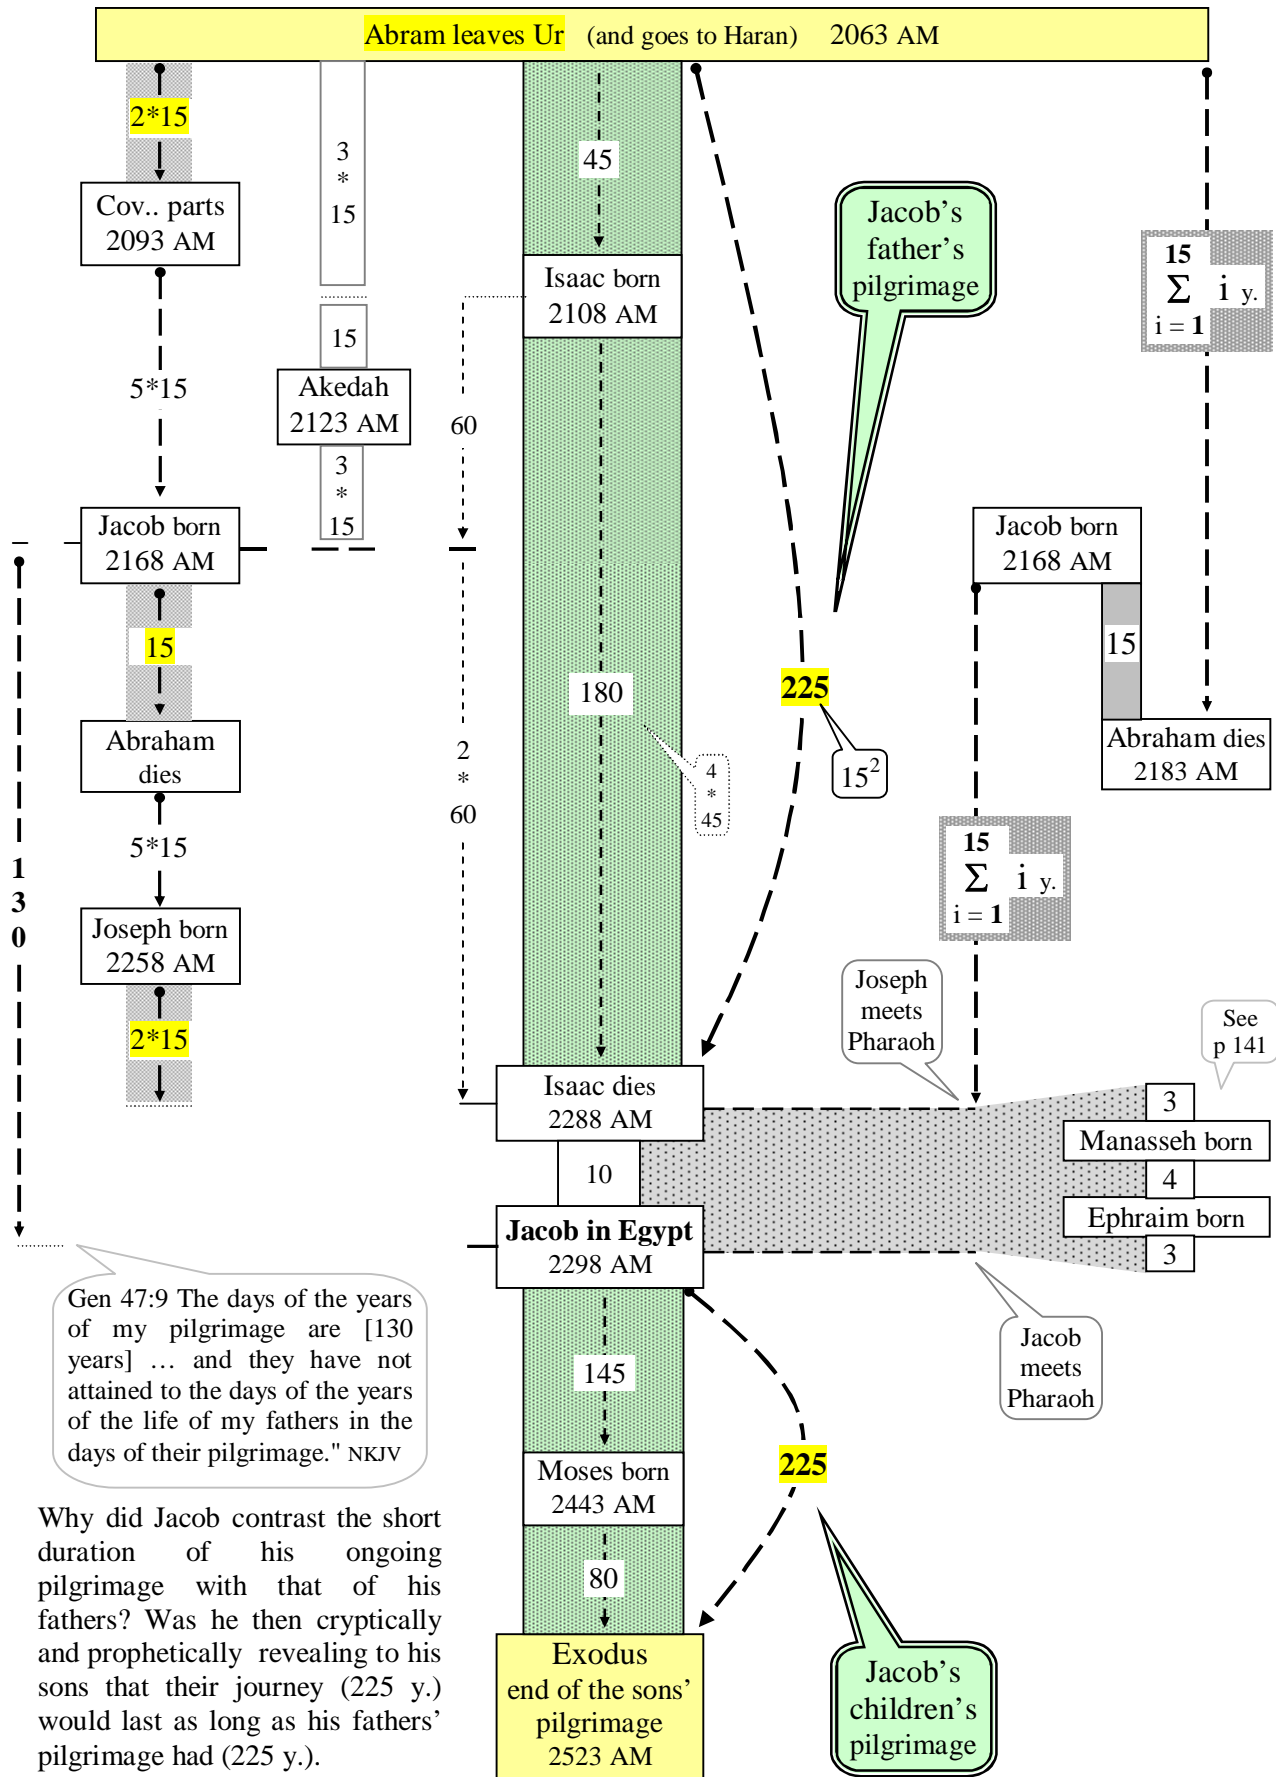 Abram leaves Ur (and goes to Haran) 2063 AM
2*15
Cov.. parts
2093 AM
5*15
Jacob born
2168 AM
15
Abraham
dies
5*15
Joseph born
2258 AM
2*15
1
3
0
3
*
15
15
Akedah
2123 AM
3
*
15
60
2
*
60
45
Isaac born
2108 AM
180
4
*
45
Isaac dies
2288 AM
10
Jacob in Egypt
2298 AM
145
Moses born
2443 AM
80
Exodus
end of the sons'
pilgrimage
2523 AM
Jacob's
father's
pilgrimage
225
15²
15
Σ i y.
i = 1
Jacob born
2168 AM
15
Abraham dies
2183 AM
15
Σ i y.
i = 1
Joseph
meets
Pharaoh
See
p 141
3
Manasseh born
4
Ephraim born
3
Jacob
meets
Pharaoh
225
Jacob's
children's
pilgrimage
Gen 47:9 The days of the years
of my pilgrimage are [130
years] … and they have not
attained to the days of the years
of the life of my fathers in the
days of their pilgrimage." NKJV
Why did Jacob contrast the short
duration of his ongoing
pilgrimage with that of his
fathers? Was he then cryptically
and prophetically revealing to his
sons that their journey (225 y.)
would last as long as his fathers'
pilgrimage had (225 y.).